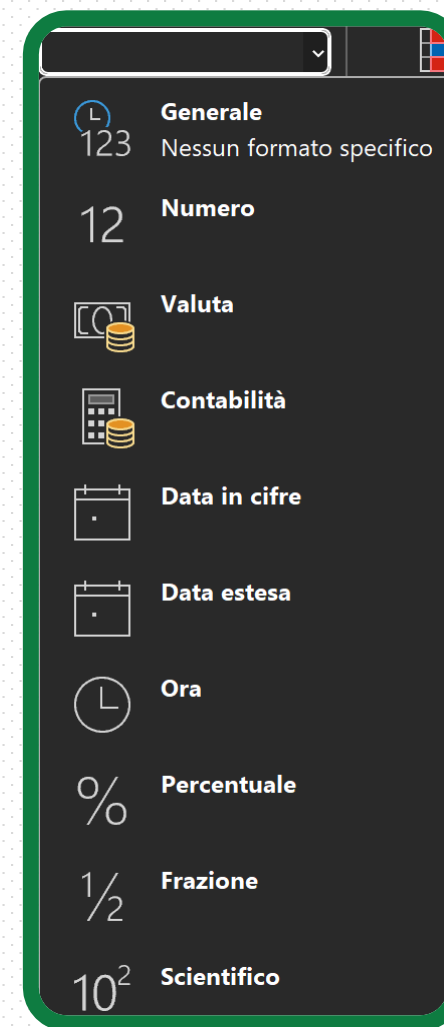 123
Generale
Nessun formato specifico
12
Numero
Valuta
Contabilità
Data in cifre
Data estesa
Ora
%
Percentuale
1/2
Frazione
10²
Scientifico